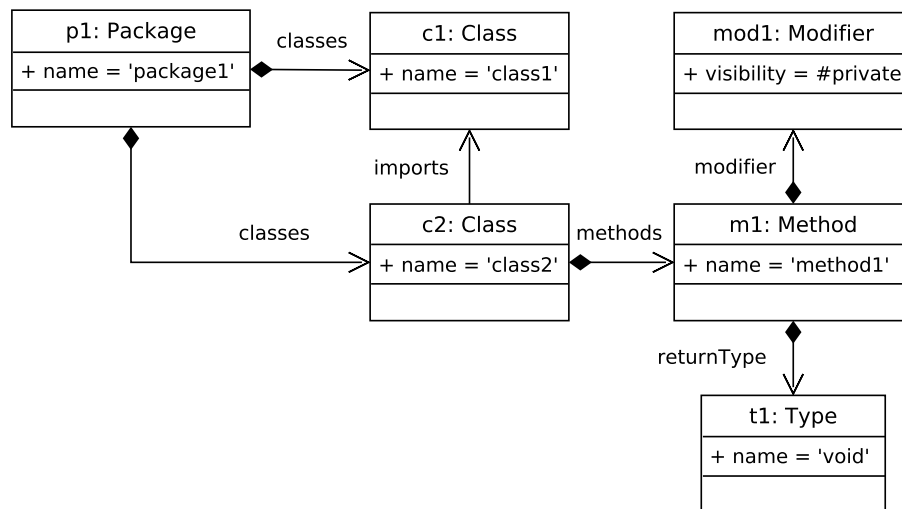 p1: Package
+ name = 'package1'
classes
c1: Class
+ name = 'class1'
mod1: Modifier
+ visibility = #private
imports
modifier
classes
c2: Class
+ name = 'class2'
methods
m1: Method
+ name = 'method1'
returnType
t1: Type
+ name = 'void'